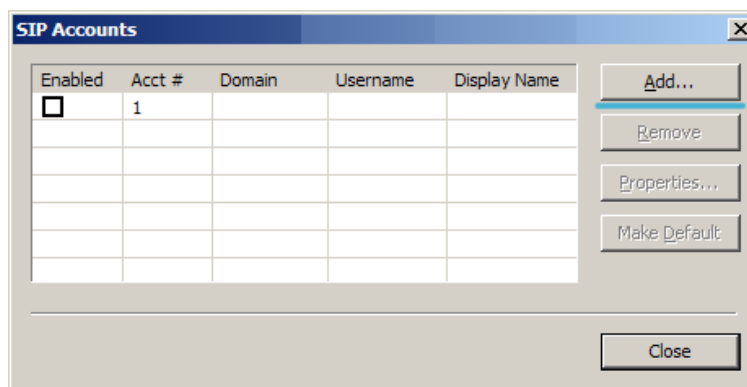 SIP Accounts
Enabled Acct # Domain Username Display Name
1
Add...
Remove
Properties...
Make Default
Close